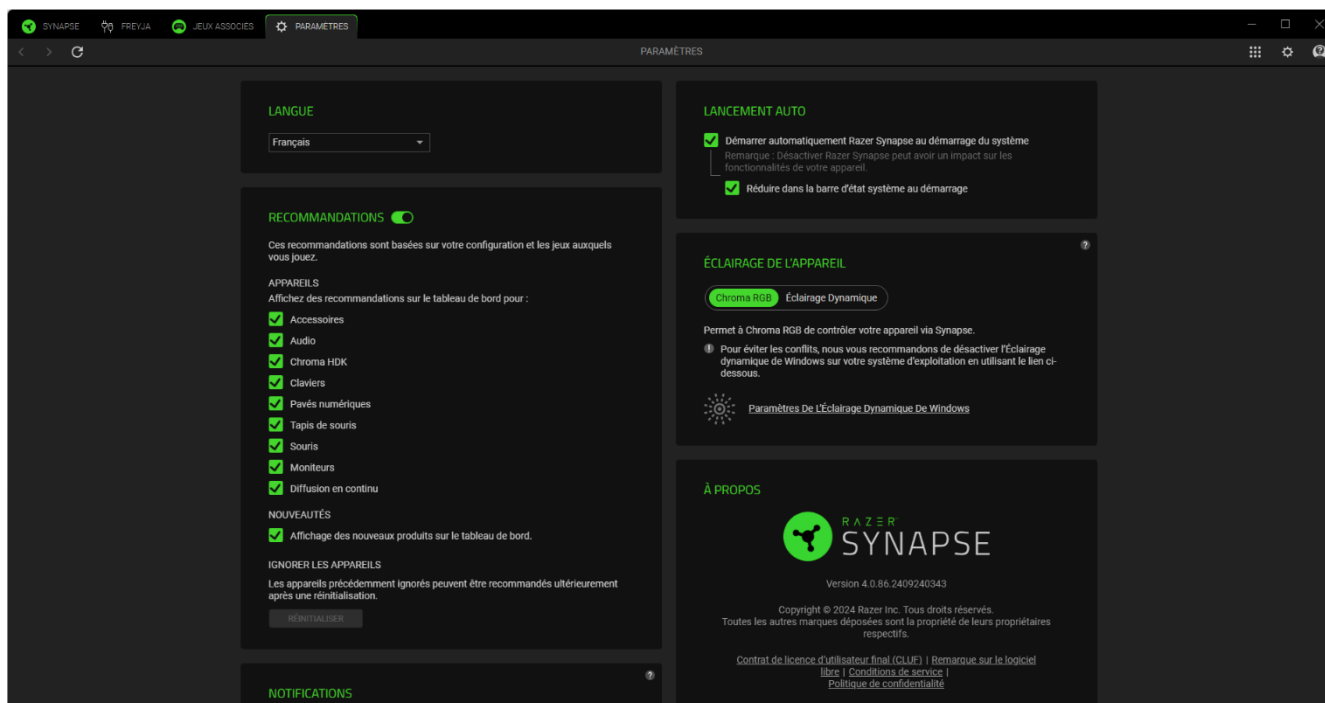 SYNAPSE
FREYJA
JEUX ASSOCIÉS
PARAMÈTRES
PARAMÈTRES
LANGUE
Français
RECOMMANDATIONS
Ces recommandations sont basées sur votre configuration et les jeux auxquels
vous jouez.
APPAREILS
Affichez des recommandations sur le tableau de bord pour :
Accessoires
Audio
Chroma HDK
Claviers
Pavés numériques
Tapis de souris
Souris
Moniteurs
Diffusion en continu
NOUVEAUTÉS
Affichage des nouveaux produits sur le tableau de bord.
IGNORER LES APPAREILS
Les appareils précédemment ignorés peuvent être recommandés ultérieurement
après une réinitialisation.
RÉINITIALISER
NOTIFICATIONS
LANCEMENT AUTO
Démarrer automatiquement Razer Synapse au démarrage du système
Remarque : Désactiver Razer Synapse peut avoir un impact sur les
fonctionnalités de votre appareil.
Réduire dans la barre d'état système au démarrage
ÉCLAIRAGE DE L'APPAREIL
Chroma RGB
Éclairage Dynamique
Permet à Chroma RGB de contrôler votre appareil via Synapse.
Pour éviter les conflits, nous vous recommandons de désactiver l'Éclairage
dynamique de Windows sur votre système d'exploitation en utilisant le lien ci-
dessous.
Paramètres De L'Éclairage Dynamique De Windows
À PROPOS
RAZER™
SYNAPSE
Version 4.0.86.2409240343
Copyright © 2024 Razer Inc. Tous droits réservés.
Toutes les autres marques déposées sont la propriété de leurs propriétaires
respectifs.
Contrat de licence d'utilisateur final (CLUF) | Remarque sur le logiciel
libre | Conditions de service |
Politique de confidentialité